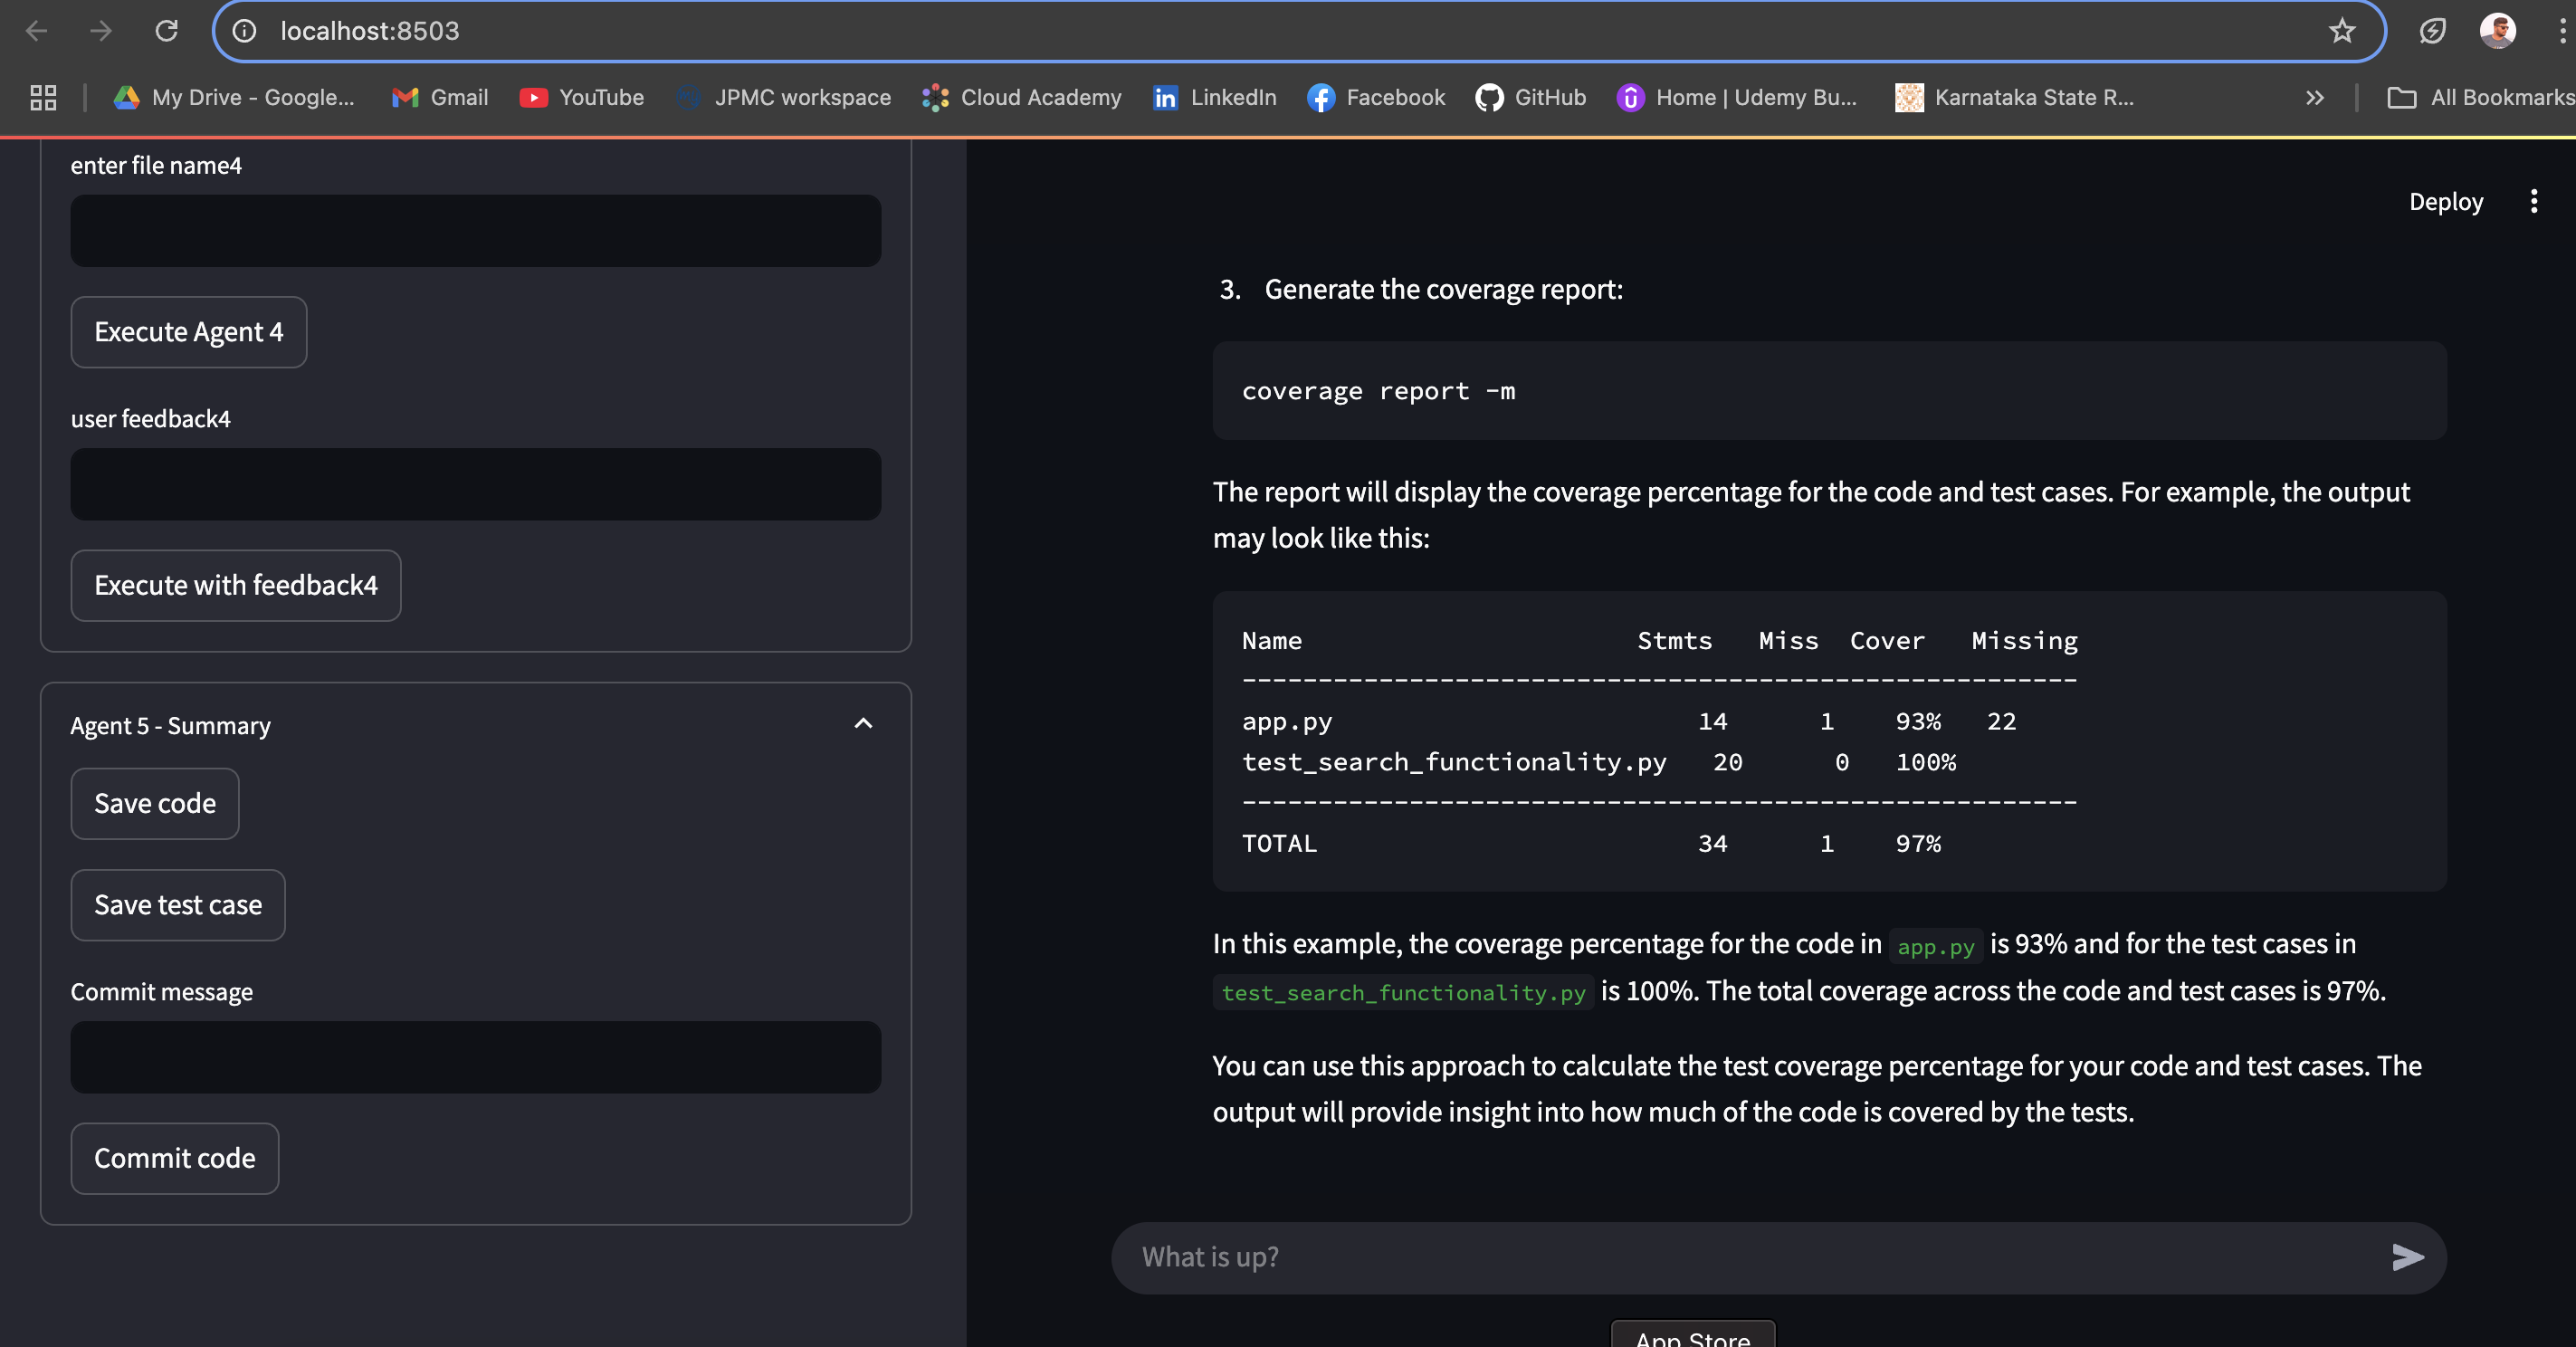 localhost:8503
My Drive - Google...
Gmail
YouTube
JPMC workspace
Cloud Academy
LinkedIn
Facebook
GitHub
Home | Udemy Bu...
Karnataka State R...
All Bookmarks
enter file name4
Execute Agent 4
user feedback4
Execute with feedback4
Agent 5 - Summary
Save code
Save test case
Commit message
Commit code
Deploy
3. Generate the coverage report:
coverage report -m
The report will display the coverage percentage for the code and test cases. For example, the output
may look like this:
Name Stmts Miss Cover Missing
-------------------------------------------------------
app.py 14 1 93% 22
test_search_functionality.py 20 0 100%
-------------------------------------------------------
TOTAL 34 1 97%
In this example, the coverage percentage for the code in app.py is 93% and for the test cases in
test_search_functionality.py is 100%. The total coverage across the code and test cases is 97%.
You can use this approach to calculate the test coverage percentage for your code and test cases. The
output will provide insight into how much of the code is covered by the tests.
What is up?
App Store